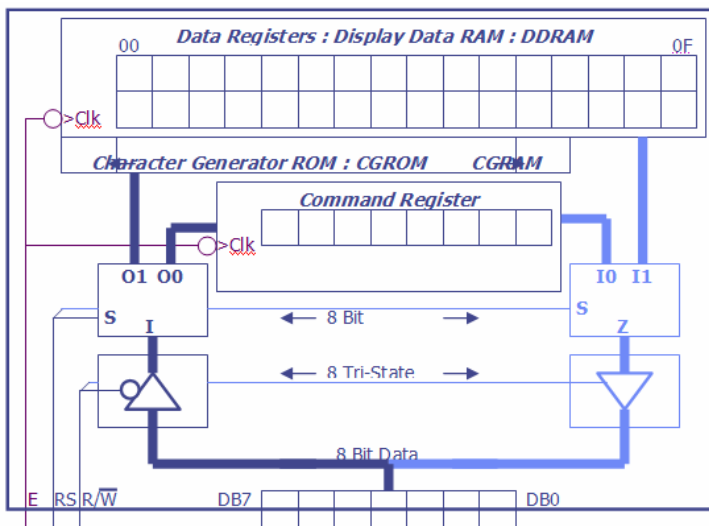 Data Registers : Display Data RAM : DDRAM
00 0F
>Clk
Character Generator ROM : CGROM CGRAM
Command Register
>Clk
O1 O0 I0 I1
S 8 Bit S
I Z
8 Tri-State
8 Bit Data
E RS R/W̅ DB7 DB0